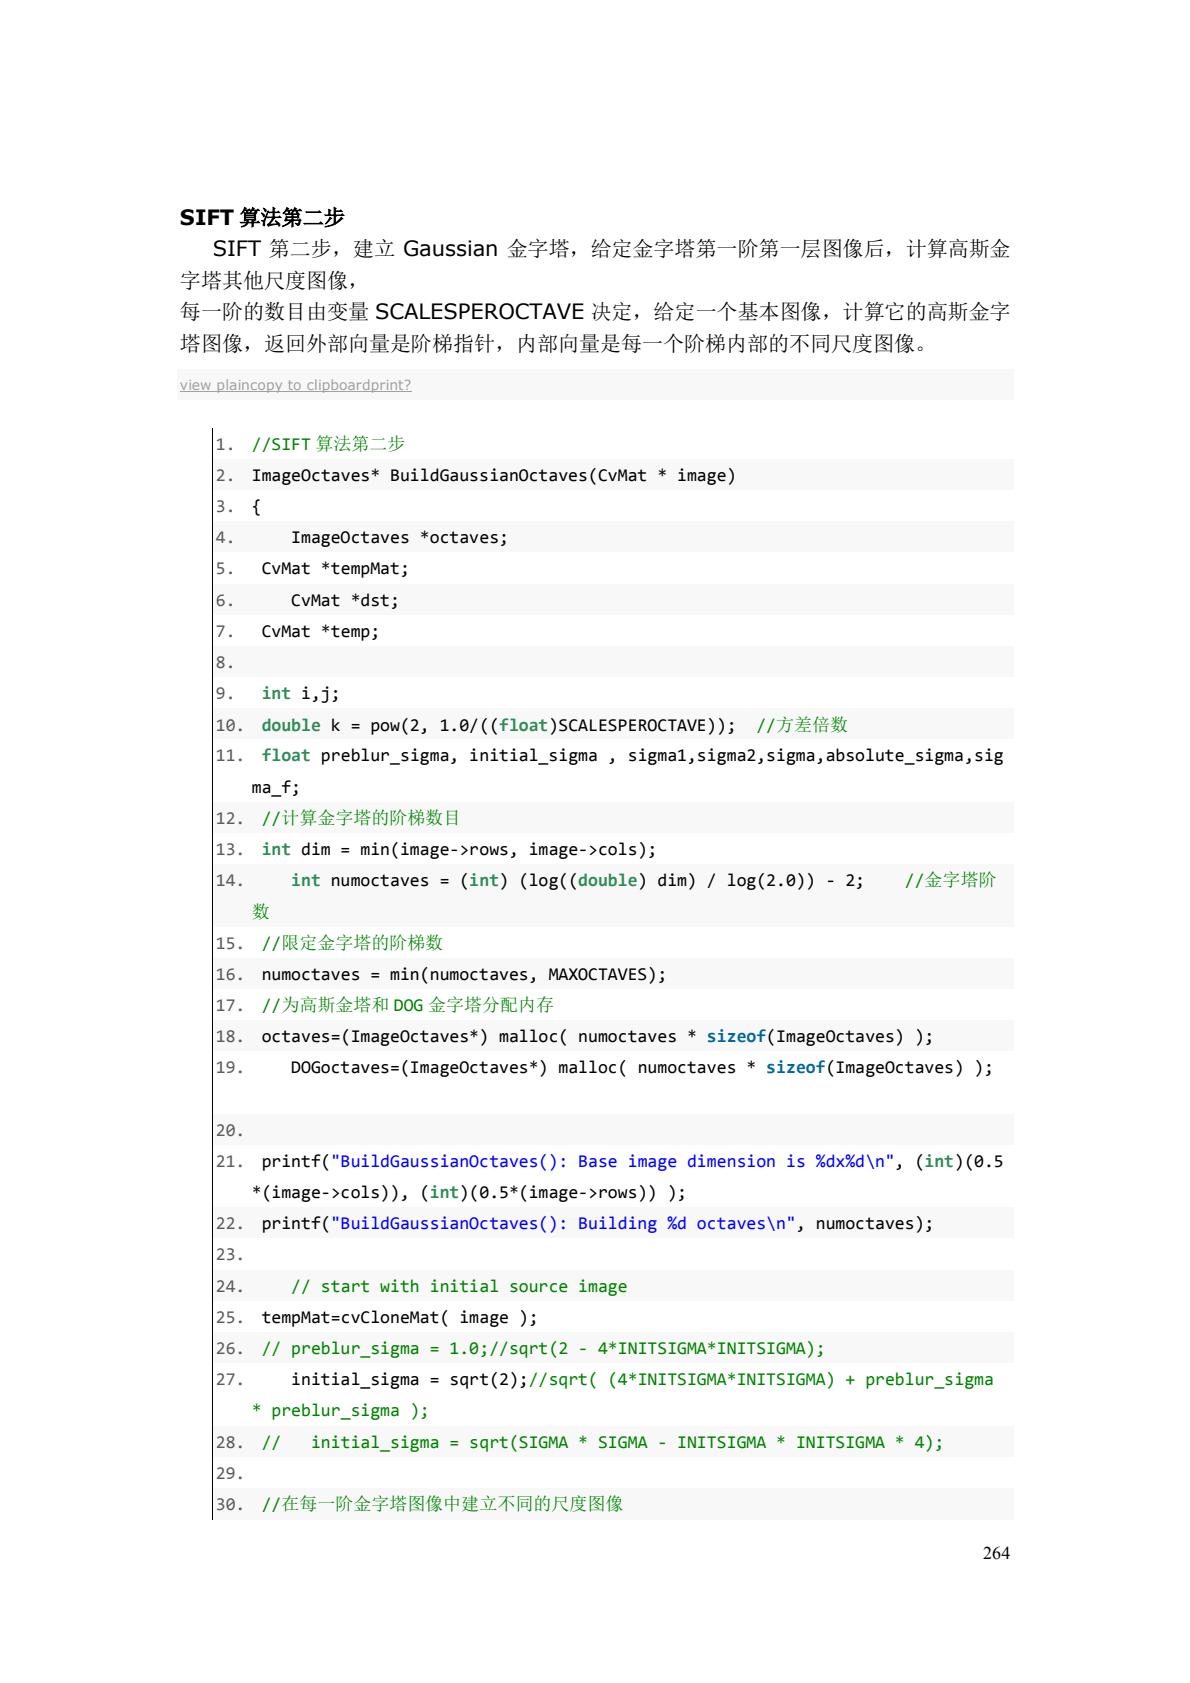 SIFT 算法第二步
SIFT 第二步，建立 Gaussian 金字塔，给定金字塔第一阶第一层图像后，计算高斯金
字塔其他尺度图像，
每一阶的数目由变量 SCALESPEROCTAVE 决定，给定一个基本图像，计算它的高斯金字
塔图像，返回外部向量是阶梯指针，内部向量是每一个阶梯内部的不同尺度图像。
view plaincopy to clipboardprint?
1. //SIFT 算法第二步
2. ImageOctaves* BuildGaussianOctaves(CvMat * image)
3. {
4.     ImageOctaves *octaves;
5.  CvMat *tempMat;
6.     CvMat *dst;
7.  CvMat *temp;
8.
9.  int i,j;
10. double k = pow(2, 1.0/((float)SCALESPEROCTAVE));  //方差倍数
11. float preblur_sigma, initial_sigma , sigma1,sigma2,sigma,absolute_sigma,sig
ma_f;
12. //计算金字塔的阶梯数目
13. int dim = min(image->rows, image->cols);
14.    int numoctaves = (int) (log((double) dim) / log(2.0)) - 2;    //金字塔阶
数
15. //限定金字塔的阶梯数
16. numoctaves = min(numoctaves, MAXOCTAVES);
17. //为高斯金塔和 DOG 金字塔分配内存
18. octaves=(ImageOctaves*) malloc( numoctaves * sizeof(ImageOctaves) );
19.    DOGoctaves=(ImageOctaves*) malloc( numoctaves * sizeof(ImageOctaves) );
20.
21. printf("BuildGaussianOctaves(): Base image dimension is %dx%d\n", (int)(0.5
*(image->cols)), (int)(0.5*(image->rows)) );
22. printf("BuildGaussianOctaves(): Building %d octaves\n", numoctaves);
23.
24.    // start with initial source image
25. tempMat=cvCloneMat( image );
26. // preblur_sigma = 1.0;//sqrt(2 - 4*INITSIGMA*INITSIGMA);
27.    initial_sigma = sqrt(2);//sqrt( (4*INITSIGMA*INITSIGMA) + preblur_sigma
* preblur_sigma );
28. //   initial_sigma = sqrt(SIGMA * SIGMA - INITSIGMA * INITSIGMA * 4);
29.
30. //在每一阶金字塔图像中建立不同的尺度图像
264